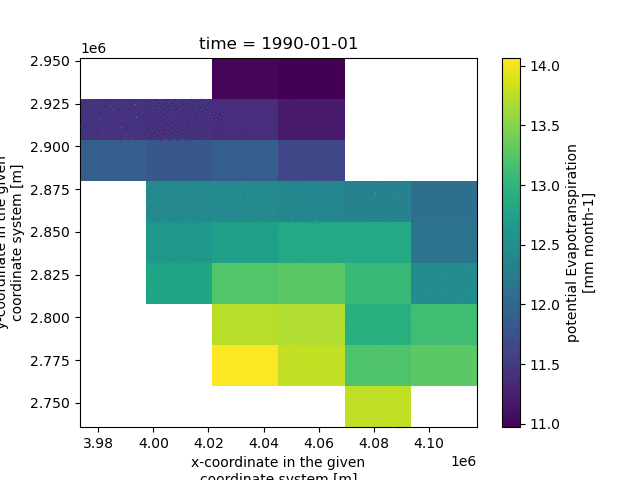 time = 1990-01-01
1e6
2.950
2.925
2.900
2.875
2.850
2.825
2.800
2.775
2.750
y-coordinate in the given
coordinate system [m]
3.98 4.00 4.02 4.04 4.06 4.08 4.10
1e6
x-coordinate in the given
coordinate system [m]
14.0
13.5
13.0
12.5
12.0
11.5
11.0
potential Evapotranspiration
[mm month-1]